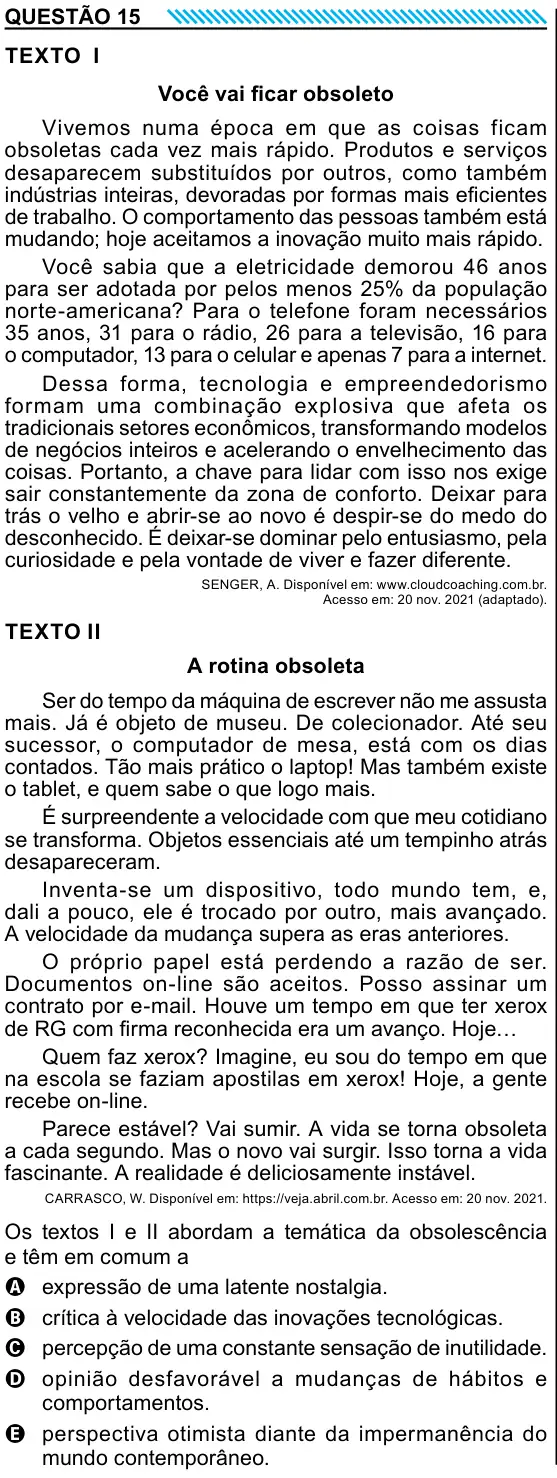 QUESTÃO 15
TEXTO I
Você vai ficar obsoleto
Vivemos numa época em que as coisas ficam
obsoletas cada vez mais rápido. Produtos e serviços
desaparecem substituídos por outros, como também
indústrias inteiras, devoradas por formas mais eficientes
de trabalho. O comportamento das pessoas também está
mudando; hoje aceitamos a inovação muito mais rápido.
Você sabia que a eletricidade demorou 46 anos
para ser adotada por pelo menos 25% da população
norte-americana? Para o telefone foram necessários
35 anos, 31 para o rádio, 26 para a televisão, 16 para
o computador, 13 para o celular e apenas 7 para a internet.
Dessa forma, tecnologia e empreendedorismo
formam uma combinação explosiva que afeta os
tradicionais setores econômicos, transformando modelos
de negócios inteiros e acelerando o envelhecimento das
coisas. Portanto, a chave para lidar com isso nos exige
sair constantemente da zona de conforto. Deixar para
trás o velho e abrir-se ao novo é despir-se do medo do
desconhecido. É deixar-se dominar pelo entusiasmo, pela
curiosidade e pela vontade de viver e fazer diferente.
SENGER, A. Disponível em: www.cloudcoaching.com.br.
Acesso em: 20 nov. 2021 (adaptado).
TEXTO II
A rotina obsoleta
Ser do tempo da máquina de escrever não me assusta
mais. Já é objeto de museu. De colecionador. Até seu
sucessor, o computador de mesa, está com os dias
contados. Tão mais prático o laptop! Mas também existe
o tablet, e quem sabe o que logo mais.
É surpreendente a velocidade com que meu cotidiano
se transforma. Objetos essenciais até um tempinho atrás
desapareceram.
Inventa-se um dispositivo, todo mundo tem, e,
dali a pouco, ele é trocado por outro, mais avançado.
A velocidade da mudança supera as eras anteriores.
O próprio papel está perdendo a razão de ser.
Documentos on-line são aceitos. Posso assinar um
contrato por e-mail. Houve um tempo em que ter xerox
de RG com firma reconhecida era um avanço. Hoje…
Quem faz xerox? Imagine, eu sou do tempo em que
na escola se faziam apostilas em xerox! Hoje, a gente
recebe on-line.
Parece estável? Vai sumir. A vida se torna obsoleta
a cada segundo. Mas o novo vai surgir. Isso torna a vida
fascinante. A realidade é deliciosamente instável.
CARRASCO, W. Disponível em: https://veja.abril.com.br. Acesso em: 20 nov. 2021.
Os textos I e II abordam a temática da obsolescência
e têm em comum a
A expressão de uma latente nostalgia.
B crítica à velocidade das inovações tecnológicas.
C percepção de uma constante sensação de inutilidade.
D opinião desfavorável a mudanças de hábitos e
comportamentos.
E perspectiva otimista diante da impermanência do
mundo contemporâneo.